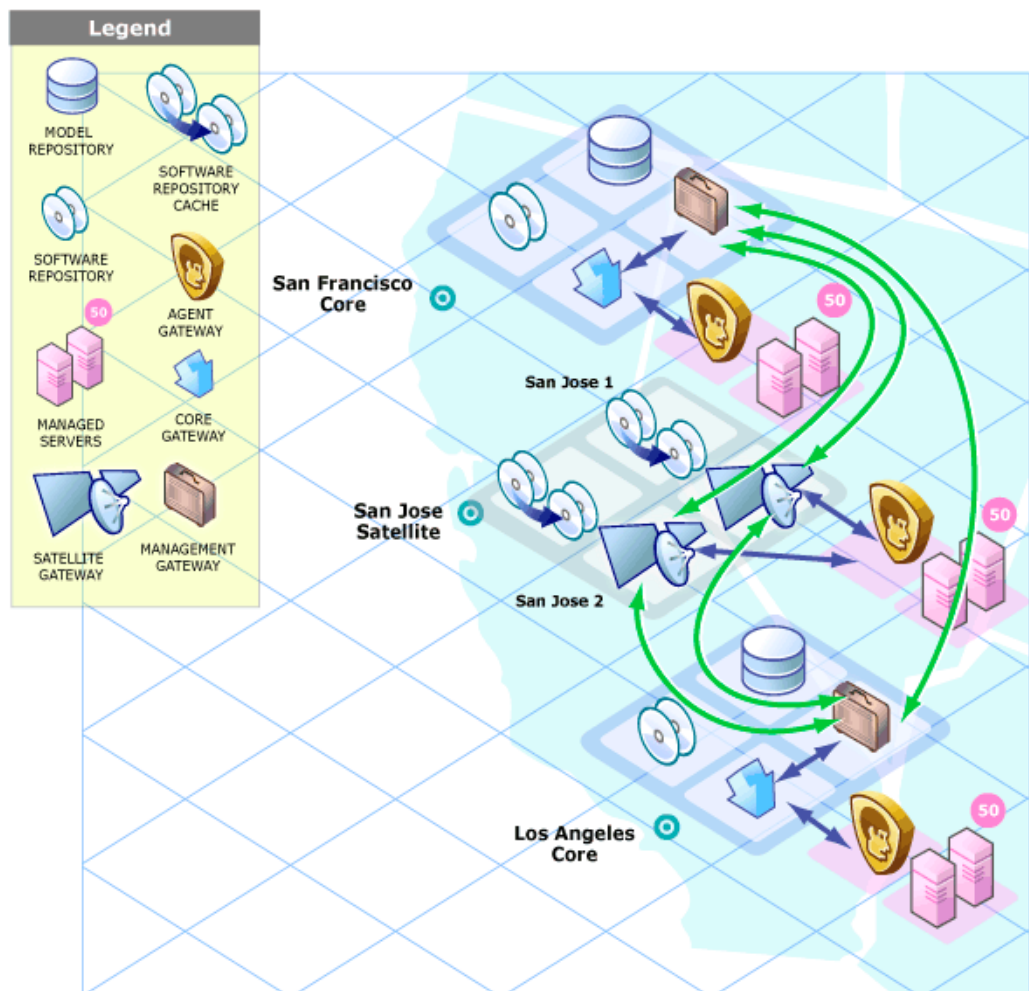 Legend
MODEL
REPOSITORY
SOFTWARE
REPOSITORY
CACHE
SOFTWARE
REPOSITORY
AGENT
GATEWAY
50
MANAGED
SERVERS
CORE
GATEWAY
SATELLITE
GATEWAY
MANAGEMENT
GATEWAY
San Francisco
Core
50
San Jose 1
San Jose
Satellite
50
San Jose 2
Los Angeles
Core
50